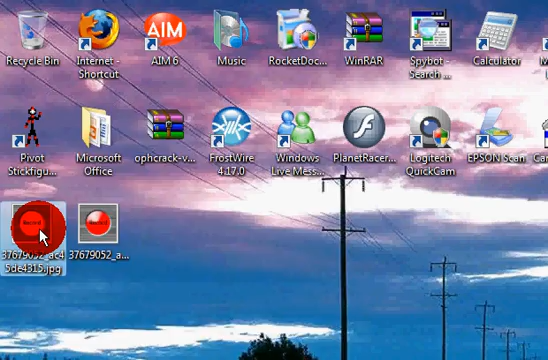 Recycle Bin
Internet -
Shortcut
AIM
AIM 6
Music
RocketDoc...
WinRAR
Spybot -
Search ...
Calculator
Pivot
Stickfigu...
Microsoft
Office
ophcrack-v...
FrostWire
4.17.0
Windows
Live Mess...
PlanetRacer...
Logitech
QuickCam
EPSON Scan
37679052_ac4
5de4315.jpg
37679052_a...